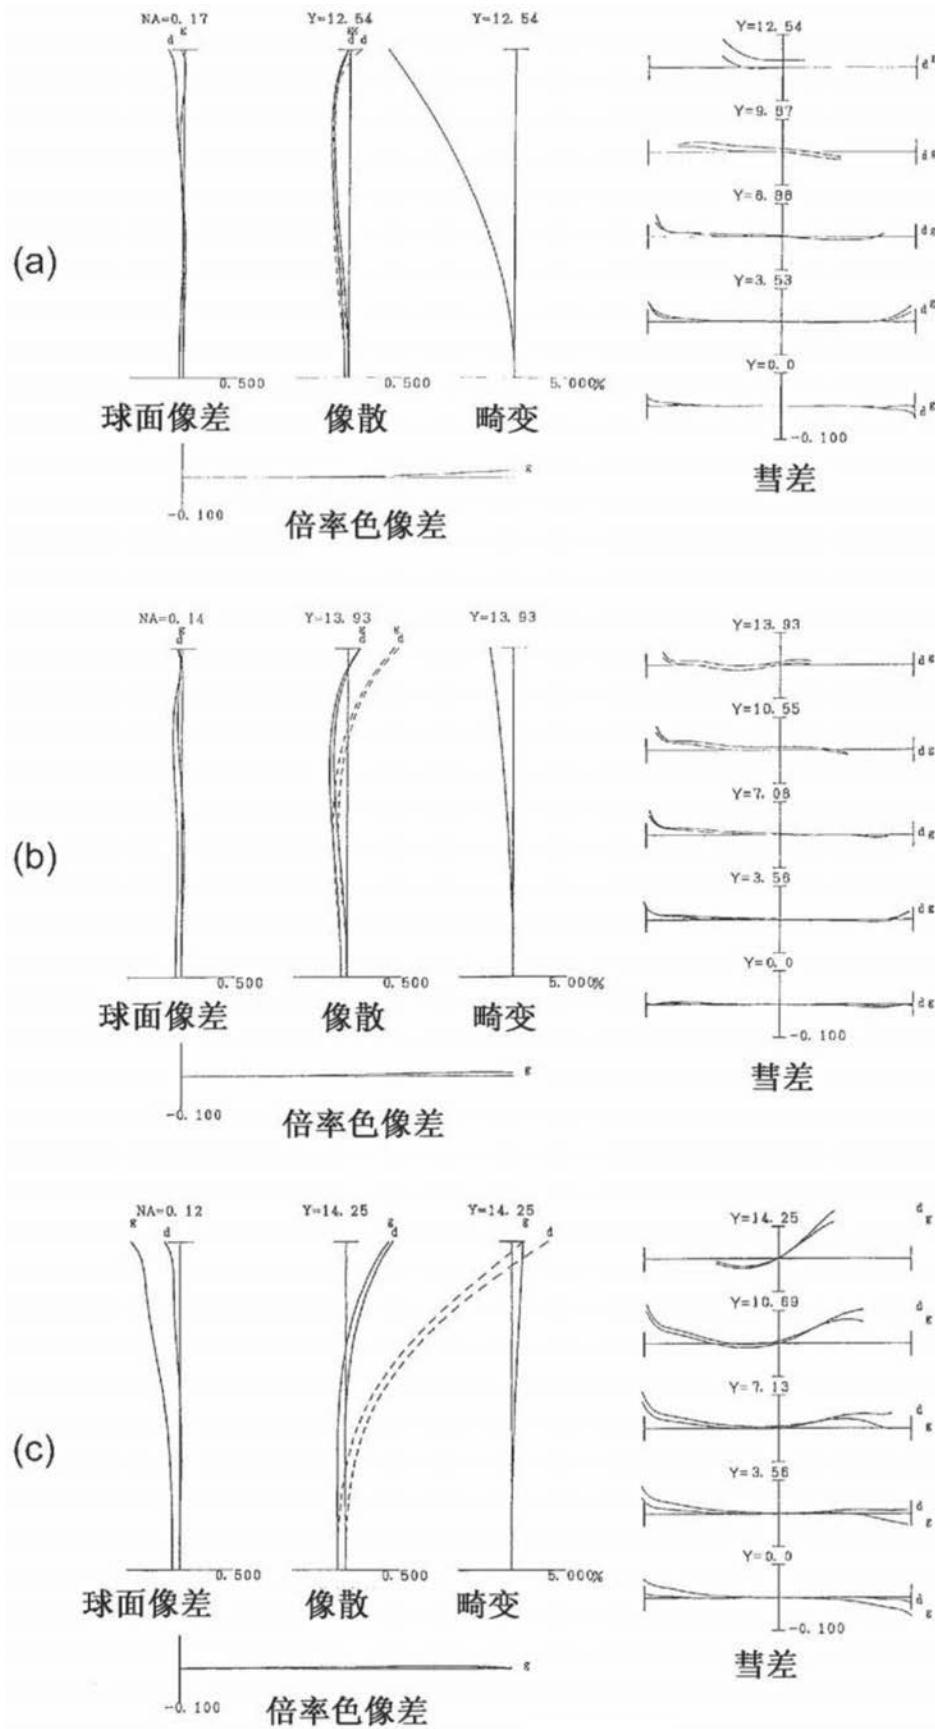 (a)
NA=0.17
d g
0.500
球面像差
Y=12.54
g
d d
0.500
像散
Y=12.54
5.000%
畸变
g
-0.100
倍率色像差
Y=12.54
d g
Y=9.87
d g
Y=6.88
d g
Y=3.53
d g
Y=0.0
d g
-0.100
彗差
(b)
NA=0.14
g
d
0.500
球面像差
Y=13.93
g g
d d
0.500
像散
Y=13.93
5.000%
畸变
g
-0.100
倍率色像差
Y=13.93
d g
Y=10.55
d g
Y=7.08
d g
Y=3.56
d g
Y=0.0
d g
-0.100
彗差
(c)
NA=0.12
g d
0.500
球面像差
Y=14.25
g
d
0.500
像散
Y=14.25
g d
5.000%
畸变
g
-0.100
倍率色像差
Y=14.25
d
g
Y=10.69
d
g
Y=7.13
d
g
Y=3.56
d
g
Y=0.0
d
g
-0.100
彗差